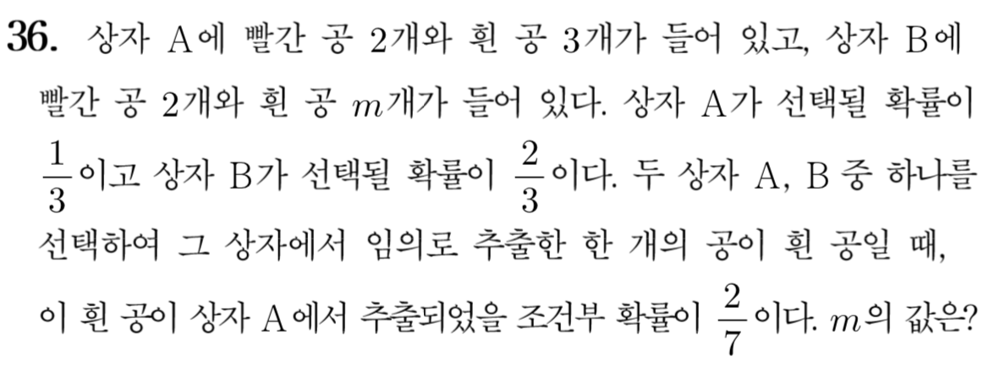 36. 상자 A에 빨간 공 2개와 흰 공 3개가 들어 있고, 상자 B에
빨간 공 2개와 흰 공 m개가 들어 있다. 상자 A가 선택될 확률이
1/3이고 상자 B가 선택될 확률이 2/3이다. 두 상자 A, B 중 하나를
선택하여 그 상자에서 임의로 추출한 한 개의 공이 흰 공일 때,
이 흰 공이 상자 A에서 추출되었을 조건부 확률이 2/7이다. m의 값은?